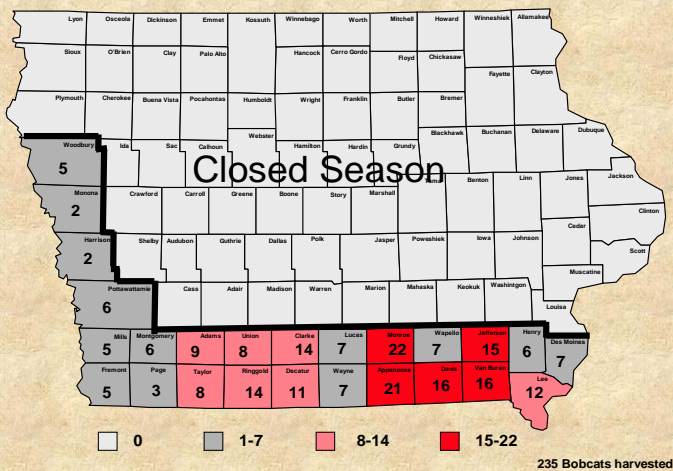 Lyon Osceola Dickinson Emmet Kossuth Winnebago Worth Mitchell Howard Winneshiek Allamakee
Sioux O'Brien Clay Palo Alto Hancock Cerro Gordo Floyd Chickasaw
Fayette Clayton
Plymouth Cherokee Buena Vista Pocahontas Humboldt Wright Franklin Butler Bremer
Webster Blackhawk Buchanan Delaware Dubuque
Woodbury Ida Sac Calhoun Hamilton Hardin Grundy
5 Closed Season
Tama Benton Linn Jones Jackson
Monona Crawford Carroll Greene Boone Story Marshall
2 Clinton
Cedar
Harrison Shelby Audubon Guthrie Dallas Polk Jasper Poweshiek Iowa Johnson Scott
2
Muscatine
Pottawattamie Cass Adair Madison Warren Marion Mahaska Keokuk Washintgon
6 Louisa
Mills Montgomery Adams Union Clarke Lucas Monroe Wapello Jefferson Henry Des Moines
5 6 9 8 14 7 22 7 15 6 7
Fremont Page Taylor Ringgold Decatur Wayne Appanoose Davis Van Buren Lee
5 3 8 14 11 7 21 16 16 12
0 1-7 8-14 15-22
235 Bobcats harvested